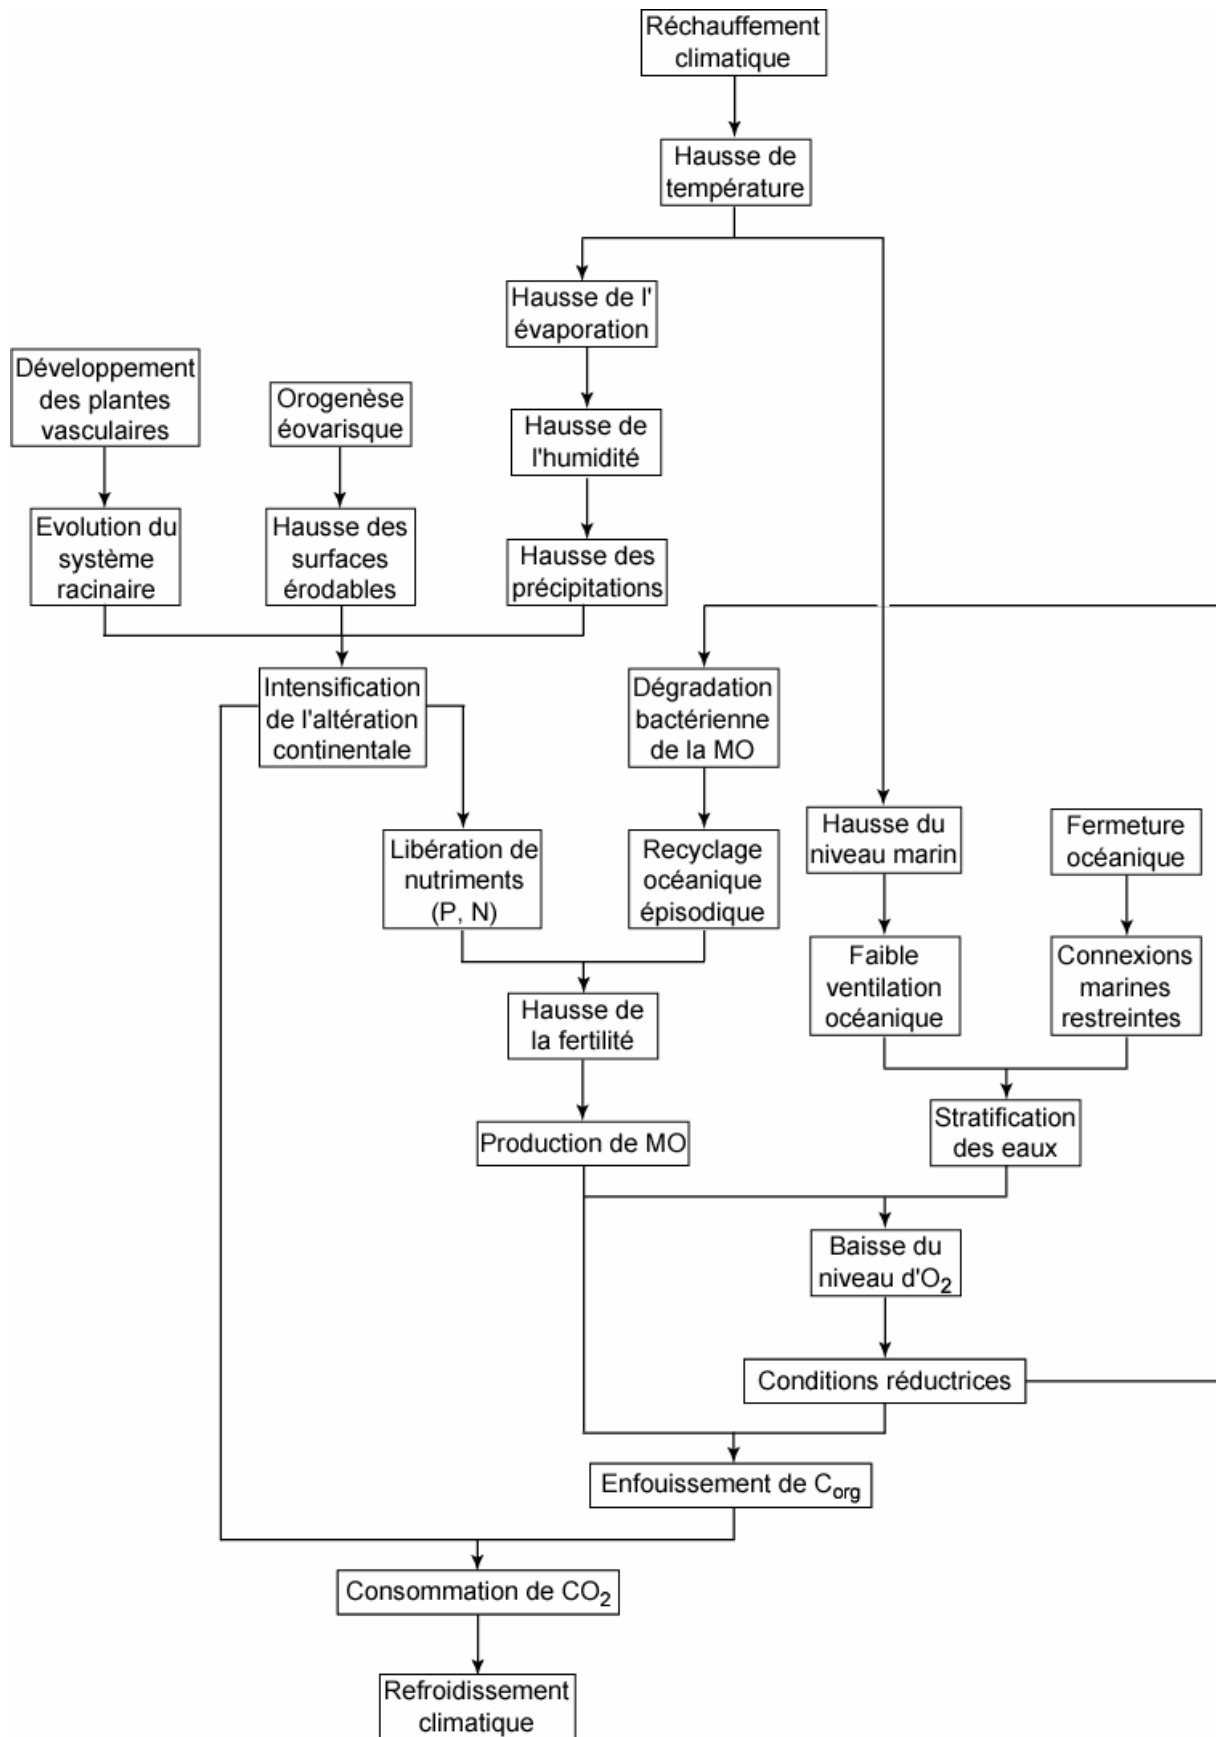 Réchauffement
climatique
Hausse de
température
Hausse de l'
évaporation
Développement
des plantes
vasculaires
Orogenèse
éovarisque
Hausse de
l'humidité
Evolution du
système
racinaire
Hausse des
surfaces
érodables
Hausse des
précipitations
Intensification
de l'altération
continentale
Dégradation
bactérienne
de la MO
Libération de
nutriments
(P, N)
Recyclage
océanique
épisodique
Hausse du
niveau marin
Fermeture
océanique
Faible
ventilation
océanique
Connexions
marines
restreintes
Hausse de
la fertilité
Production de MO
Stratification
des eaux
Baisse du
niveau d'O2
Conditions réductrices
Enfouissement de Corg
Consommation de CO2
Refroidissement
climatique